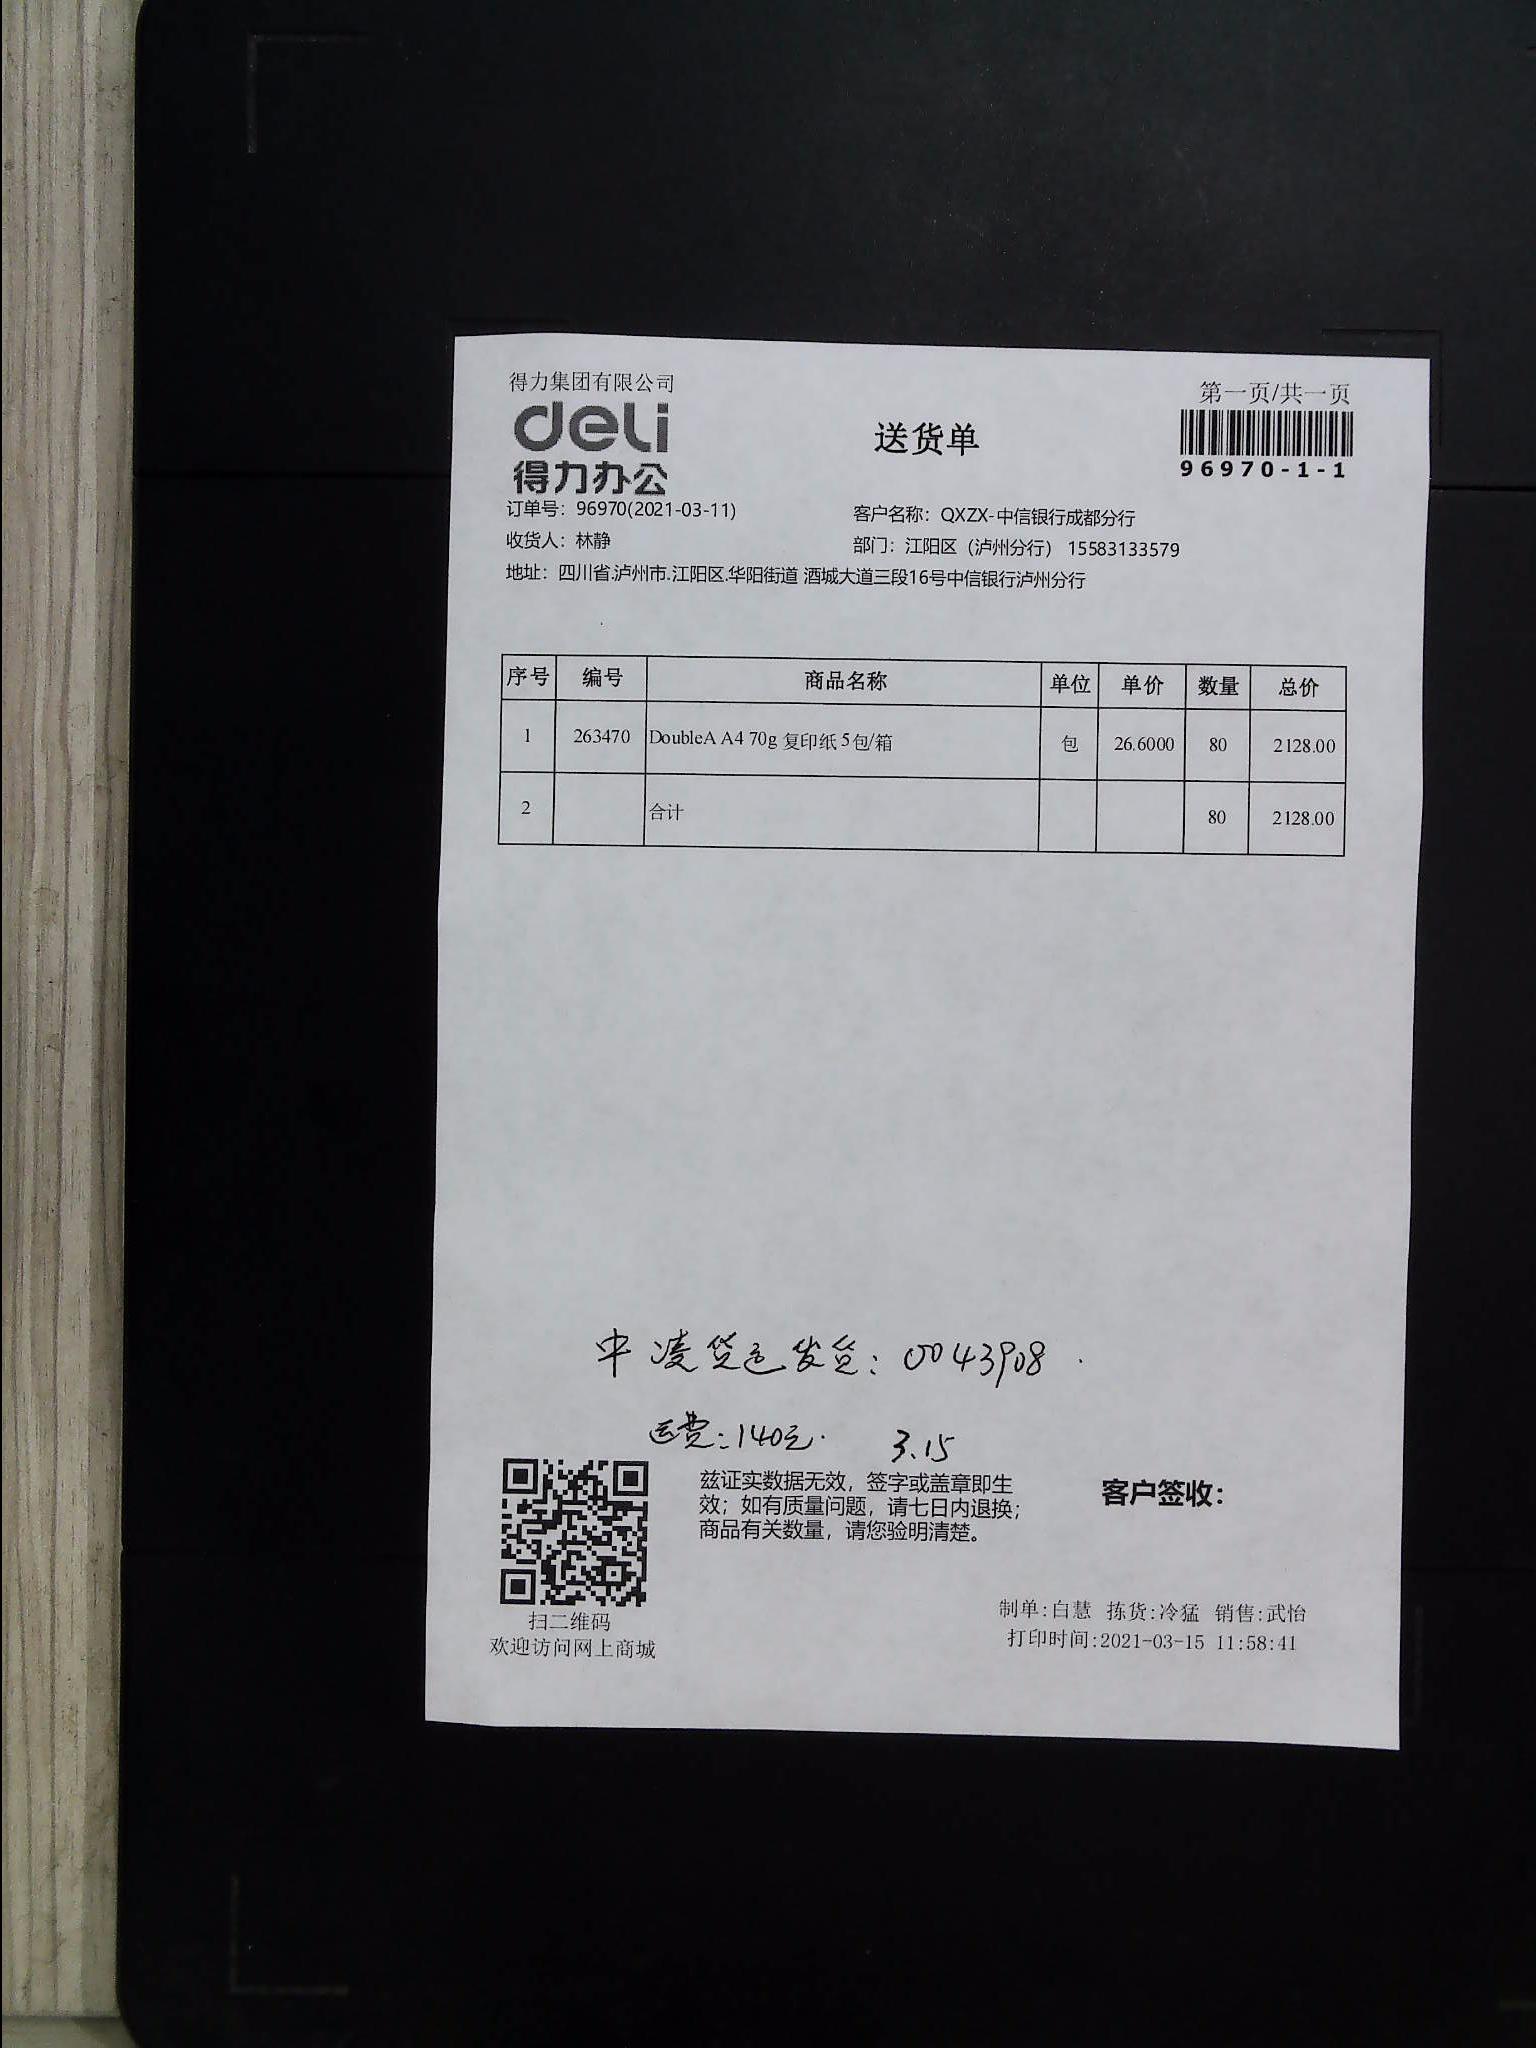 得力集团有限公司
第一页/共一页
deli
得力办公
送货单
96970-1-1
订单号：96970(2021-03-11)
客户名称：QXZX-中信银行成都分行
收货人：林静
部门：江阳区（泸州分行） 15583133579
地址：四川省.泸州市.江阳区.华阳街道 酒城大道三段16号中信银行泸州分行
序号 编号 商品名称 单位 单价 数量 总价
1 263470 DoubleA A4 70g 复印纸 5包/箱 包 26.6000 80 2128.00
2 合计 80 2128.00
中凌货运发货：0043908
运费：140元. 3.15
兹证实数据无效，签字或盖章即生
效；如有质量问题，请七日内退换；
商品有关数量，请您验明清楚。
客户签收：
扫二维码
欢迎访问网上商城
制单:白慧 拣货:冷猛 销售:武怡
打印时间:2021-03-15 11:58:41